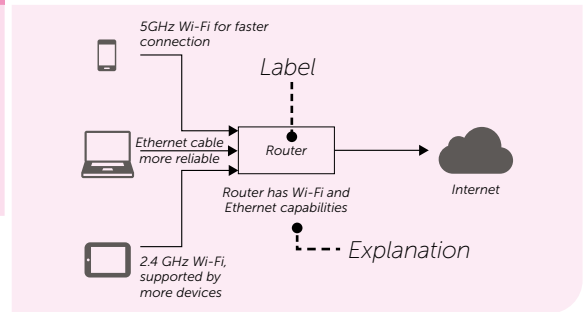 5GHz Wi-Fi for faster
connection
Label
Ethernet cable
more reliable
Router
Internet
Router has Wi-Fi and
Ethernet capabilities
Explanation
2.4 GHz Wi-Fi,
supported by
more devices